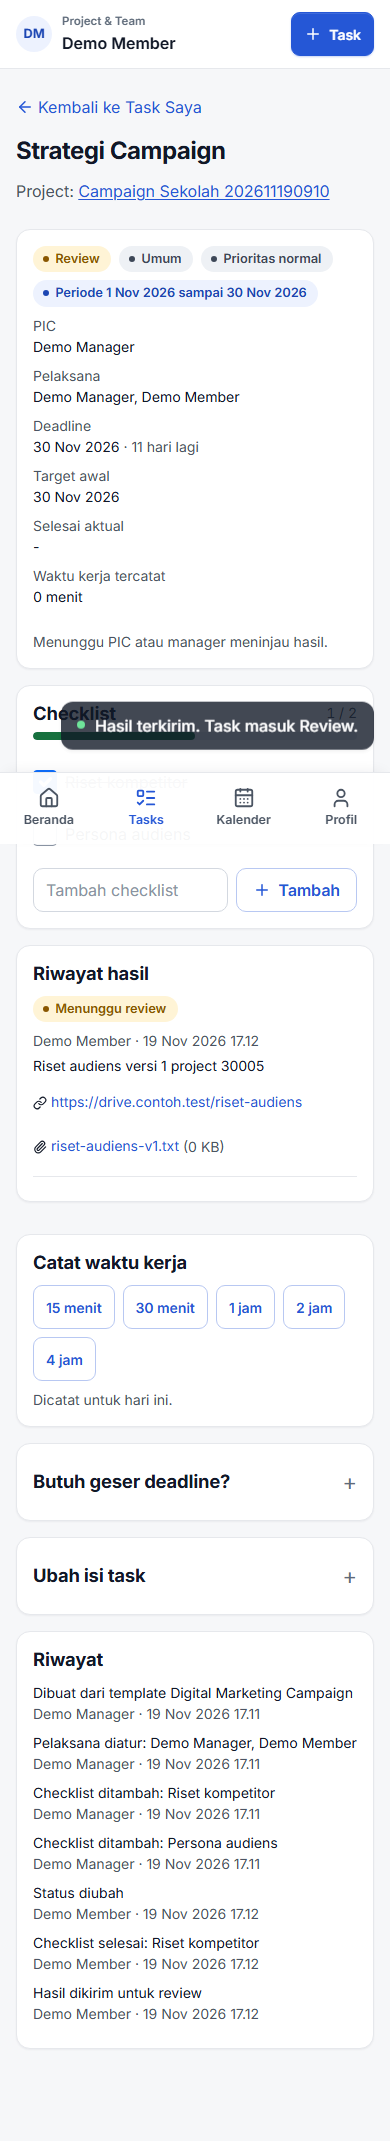 DM
Project & Team
Demo Member
+ Task
← Kembali ke Task Saya
Strategi Campaign
Project: Campaign Sekolah 202611190910
Review
Umum
Prioritas normal
Periode 1 Nov 2026 sampai 30 Nov 2026
PIC
Demo Manager
Pelaksana
Demo Manager, Demo Member
Deadline
30 Nov 2026 · 11 hari lagi
Target awal
30 Nov 2026
Selesai aktual
-
Waktu kerja tercatat
0 menit
Menunggu PIC atau manager meninjau hasil.
Checklist
1 / 2
Hasil terkirim. Task masuk Review.
Riset kompetitor
Beranda
Tasks
Kalender
Profil
Persona audiens
Tambah checklist
+ Tambah
Riwayat hasil
Menunggu review
Demo Member · 19 Nov 2026 17.12
Riset audiens versi 1 project 30005
https://drive.contoh.test/riset-audiens
riset-audiens-v1.txt (0 KB)
Catat waktu kerja
15 menit
30 menit
1 jam
2 jam
4 jam
Dicatat untuk hari ini.
Butuh geser deadline? +
Ubah isi task +
Riwayat
Dibuat dari template Digital Marketing Campaign
Demo Manager · 19 Nov 2026 17.11
Pelaksana diatur: Demo Manager, Demo Member
Demo Manager · 19 Nov 2026 17.11
Checklist ditambah: Riset kompetitor
Demo Manager · 19 Nov 2026 17.11
Checklist ditambah: Persona audiens
Demo Manager · 19 Nov 2026 17.11
Status diubah
Demo Member · 19 Nov 2026 17.12
Checklist selesai: Riset kompetitor
Demo Member · 19 Nov 2026 17.12
Hasil dikirim untuk review
Demo Member · 19 Nov 2026 17.12